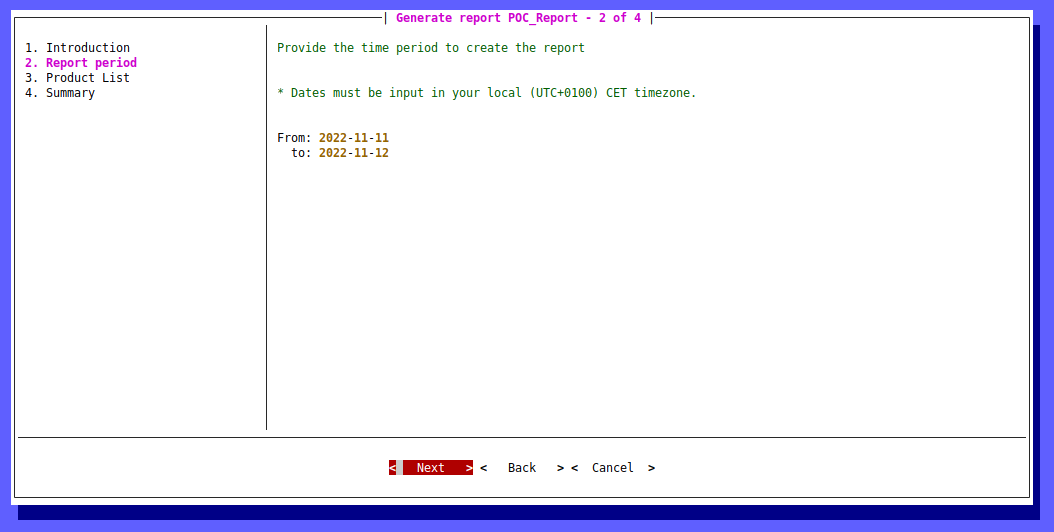 | Generate report POC_Report - 2 of 4 |
1. Introduction
2. Report period
3. Product List
4. Summary
Provide the time period to create the report
* Dates must be input in your local (UTC+0100) CET timezone.
From: 2022-11-11
to: 2022-11-12
< Next > < Back > < Cancel >